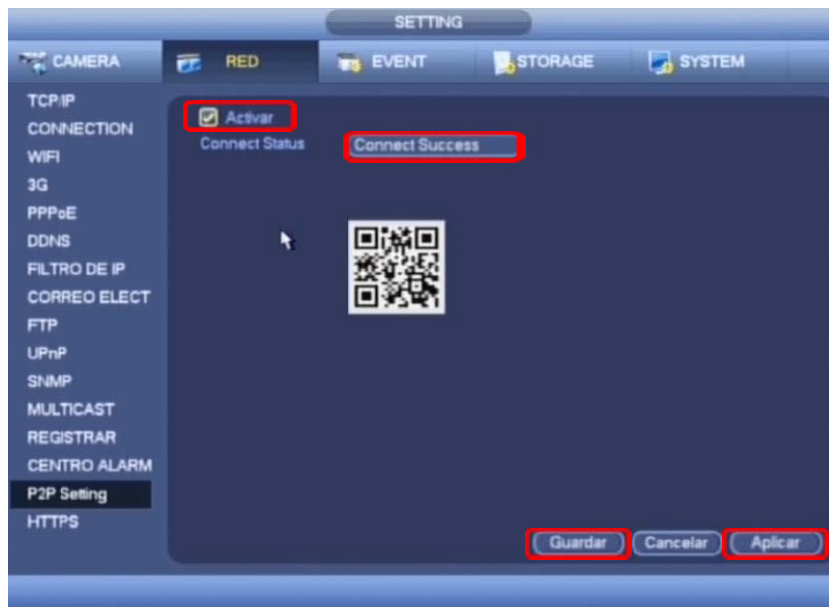 SETTING
CAMERA RED EVENT STORAGE SYSTEM
TCP/IP
CONNECTION
WIFI
3G
PPPoE
DDNS
FILTRO DE IP
CORREO ELECT
FTP
UPnP
SNMP
MULTICAST
REGISTRAR
CENTRO ALARM
P2P Setting
HTTPS
Activar
Connect Status Connect Success
Guardar Cancelar Aplicar